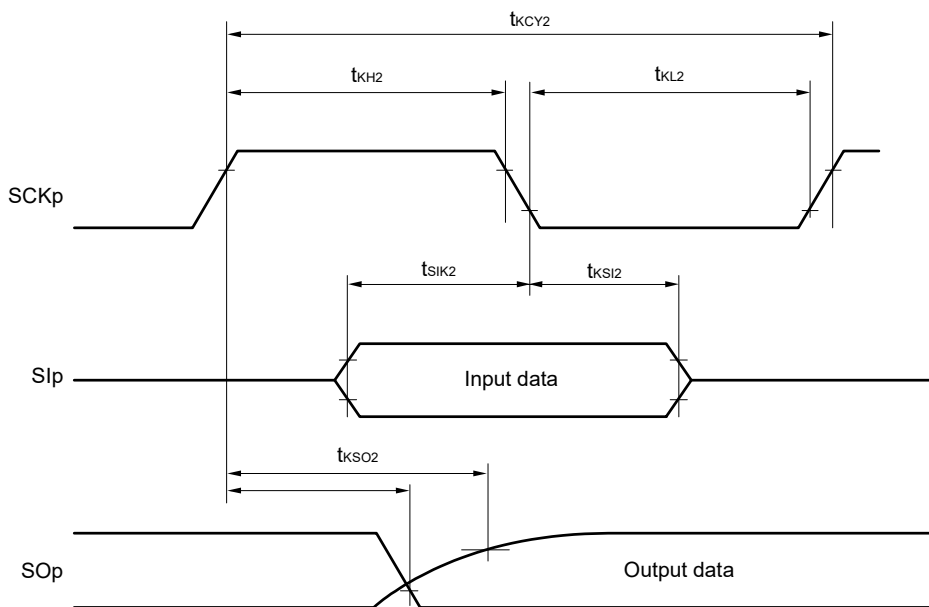 tKCY2
tKH2
tKL2
SCKp
tSIK2
tKSI2
SIp
Input data
tKSO2
SOp
Output data